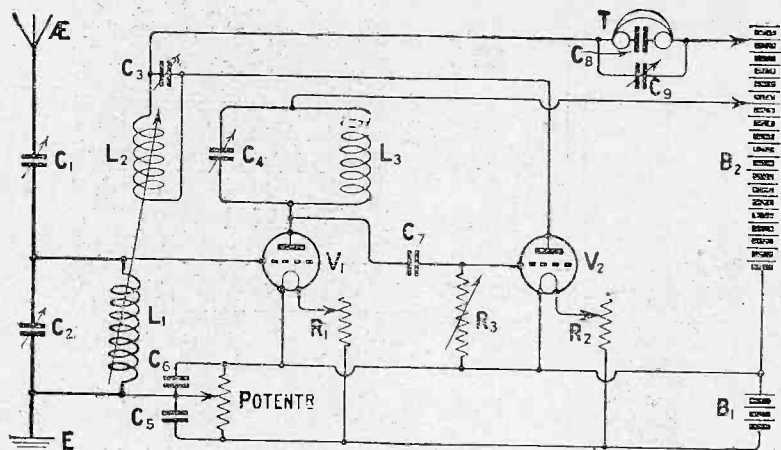 Æ
T
C8
C9
C3
L2
C4
L3
C1
B2
C7
V1
V2
L1
R1
R3
R2
C2
C6
POTENTR
C5
B1
E